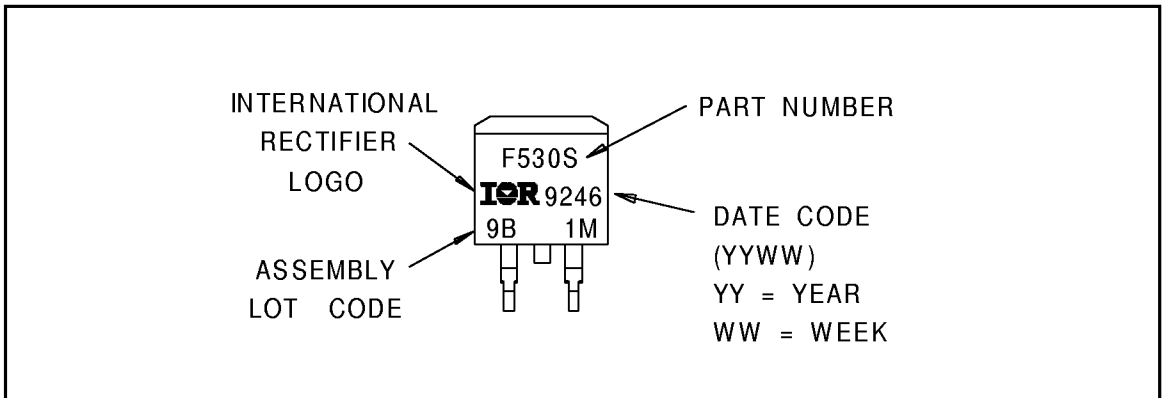 INTERNATIONAL
RECTIFIER
LOGO
ASSEMBLY
LOT CODE
F530S
IOR 9246
9B 1M
PART NUMBER
DATE CODE
(YYWW)
YY = YEAR
WW = WEEK